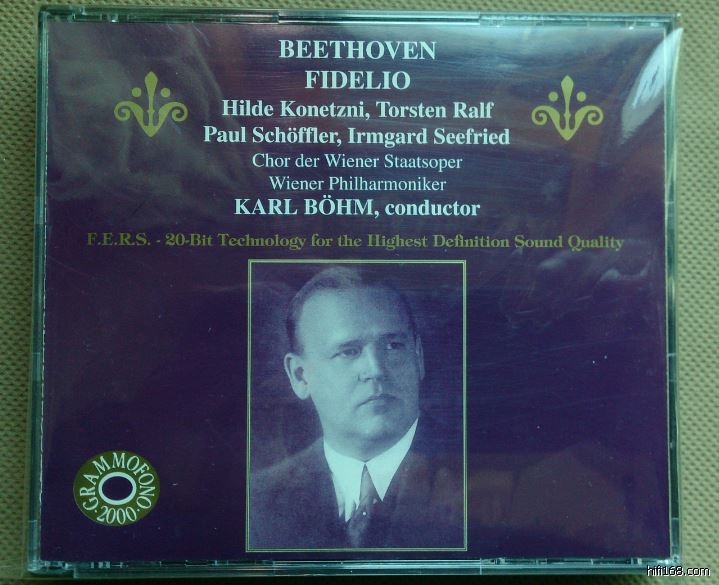 BEETHOVEN
FIDELIO
Hilde Konetzni, Torsten Ralf
Paul Schöffler, Irmgard Seefried
Chor der Wiener Staatsoper
Wiener Philharmoniker
KARL BÖHM, conductor
F.E.R.S. - 20-Bit Technology for the Highest Definition Sound Quality
GRAMMOFONO
2000
hifi168.com